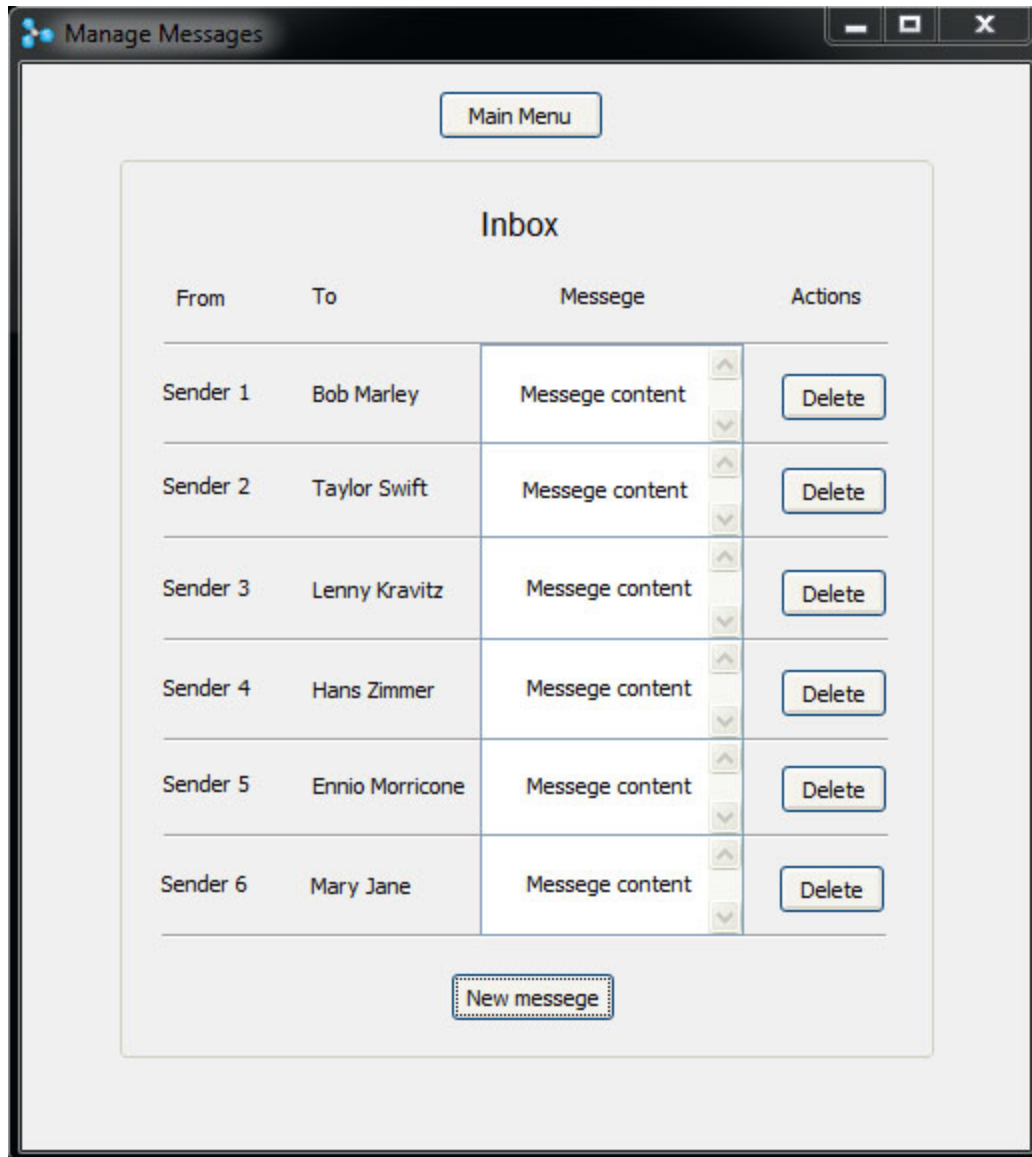 Manage Messages
Main Menu
Inbox
From To Messege Actions
Sender 1 Bob Marley Messege content Delete
Sender 2 Taylor Swift Messege content Delete
Sender 3 Lenny Kravitz Messege content Delete
Sender 4 Hans Zimmer Messege content Delete
Sender 5 Ennio Morricone Messege content Delete
Sender 6 Mary Jane Messege content Delete
New messege